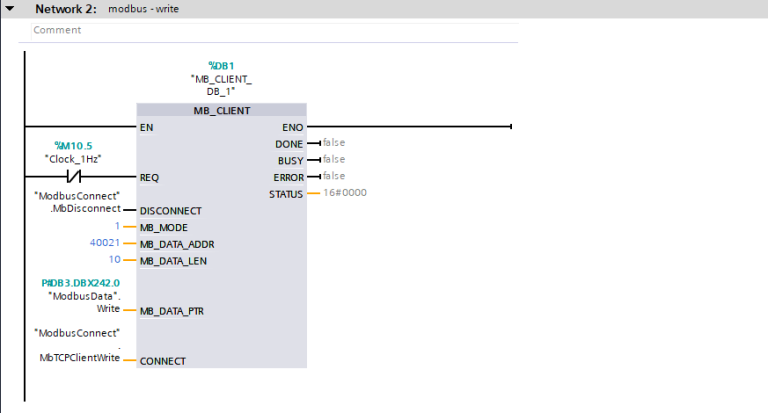 Network 2: modbus - write
Comment
%DB1
"MB_CLIENT_
DB_1"
MB_CLIENT
EN ENO
DONE false
%M10.5
"Clock_1Hz"
BUSY false
REQ ERROR false
STATUS 16#0000
"ModbusConnect"
.MbDisconnect DISCONNECT
1 MB_MODE
40021 MB_DATA_ADDR
10 MB_DATA_LEN
P#DB3.DBX242.0
"ModbusData".
Write MB_DATA_PTR
"ModbusConnect"
.
MbTCPClientWrite CONNECT